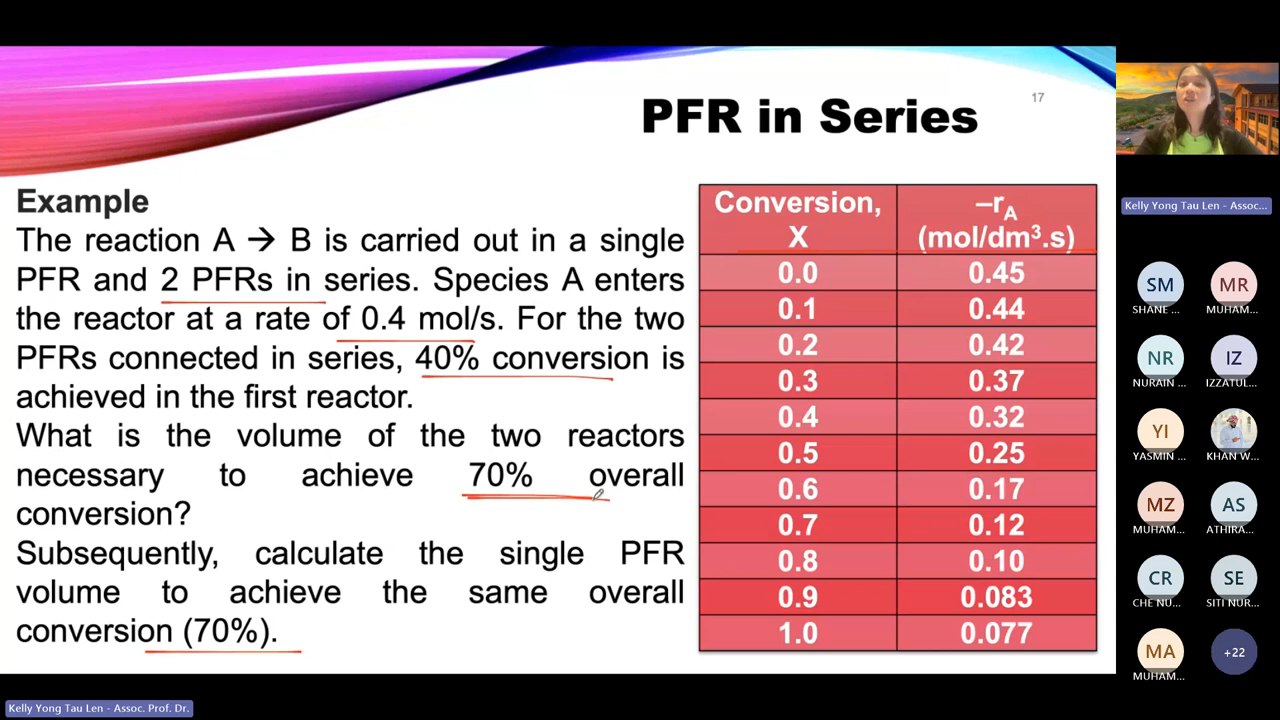 17
PFR in Series
Example
The reaction A → B is carried out in a single
PFR and 2 PFRs in series. Species A enters
the reactor at a rate of 0.4 mol/s. For the two
PFRs connected in series, 40% conversion is
achieved in the first reactor.
What is the volume of the two reactors
necessary to achieve 70% overall
conversion?
Subsequently, calculate the single PFR
volume to achieve the same overall
conversion (70%).
Conversion, X –rA (mol/dm³.s)
0.0 0.45
0.1 0.44
0.2 0.42
0.3 0.37
0.4 0.32
0.5 0.25
0.6 0.17
0.7 0.12
0.8 0.10
0.9 0.083
1.0 0.077
Kelly Yong Tau Len - Assoc...
SM MR
SHANE ... MUHAM...
NR IZ
NURAIN ... IZZATUL...
YI
YASMIN ... KHAN W...
MZ AS
MUHAM... ATHIRA...
CR SE
CHE NU... SITI NUR...
MA +22
MUHAM...
Kelly Yong Tau Len - Assoc. Prof. Dr.